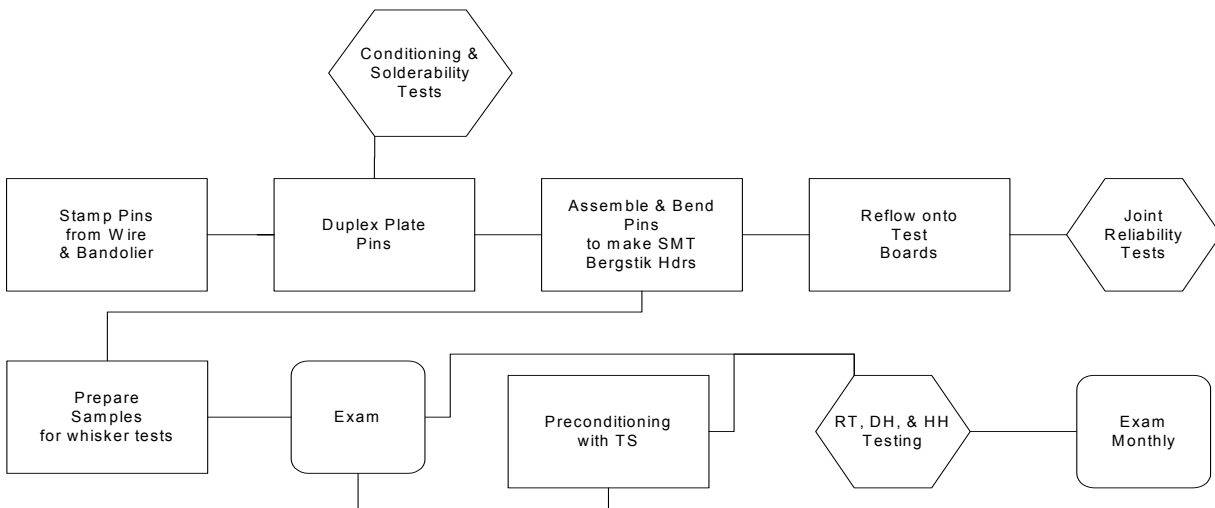 Conditioning &
Solderability
Tests
Stamp Pins
from Wire
& Bandolier
Duplex Plate
Pins
Assemble & Bend
Pins
to make SMT
Bergstik Hdrs
Reflow onto
Test
Boards
Joint
Reliability
Tests
Prepare
Samples
for whisker tests
Exam
Preconditioning
with TS
RT, DH, & HH
Testing
Exam
Monthly